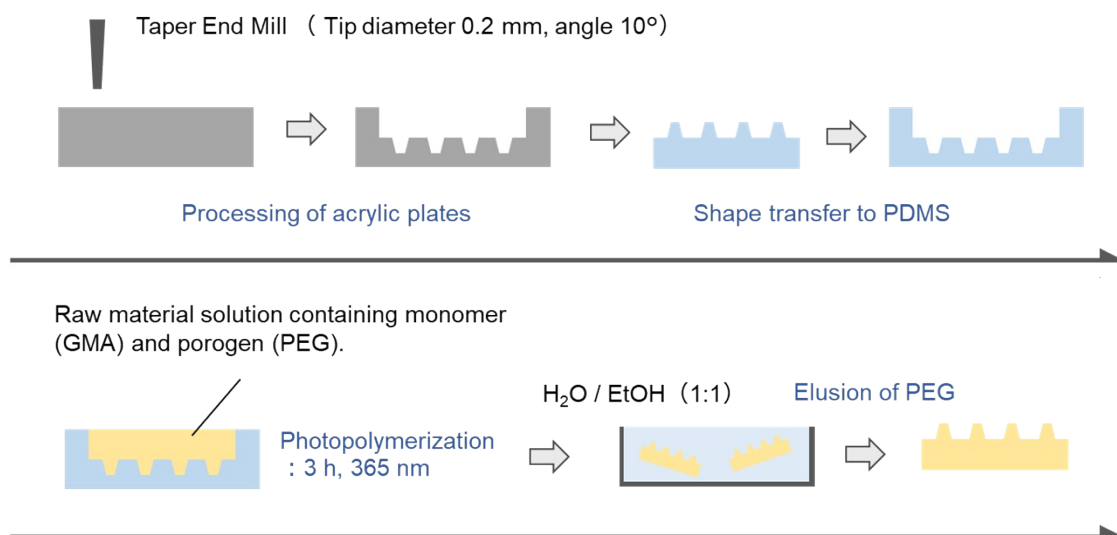 Taper End Mill （ Tip diameter 0.2 mm, angle 10°）
Processing of acrylic plates
Shape transfer to PDMS
Raw material solution containing monomer
(GMA) and porogen (PEG).
H₂O / EtOH（1:1）
Elusion of PEG
Photopolymerization
：3 h, 365 nm